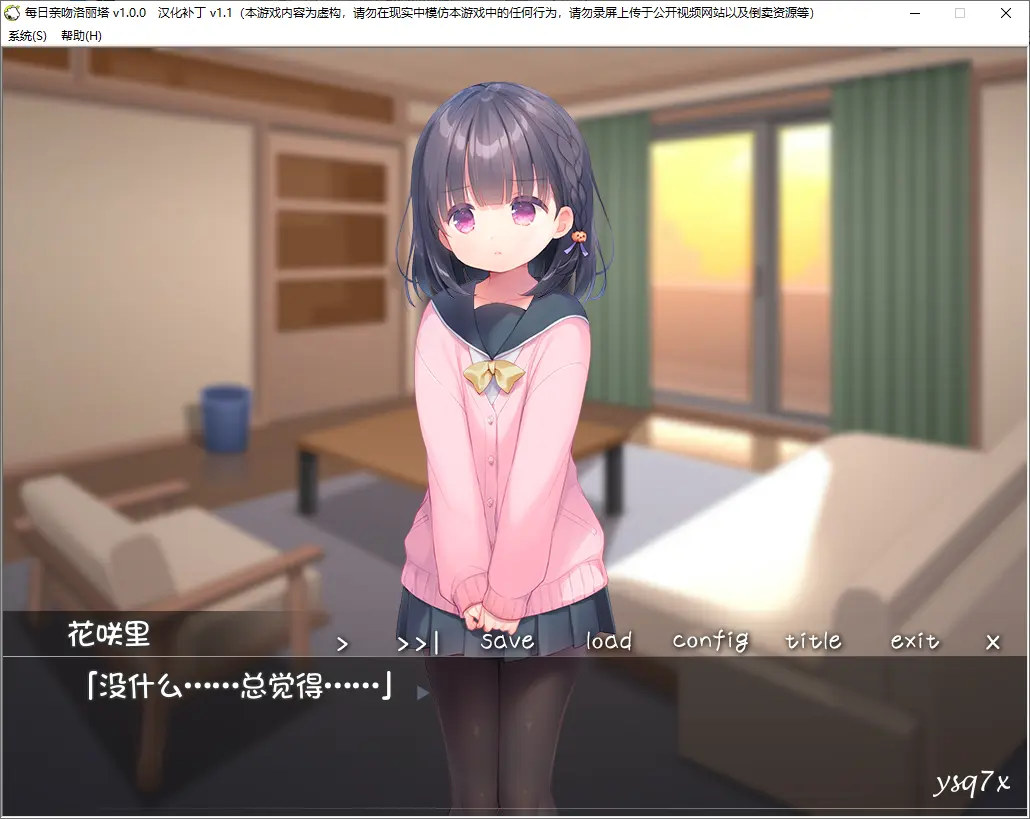 每日亲吻洛丽塔 v1.0.0 汉化补丁 v1.1（本游戏内容为虚构，请勿在现实中模仿本游戏中的任何行为，请勿录屏上传于公开视频网站以及倒卖资源等）
系统(S) 帮助(H)
花咲里
> >>| save load config title exit x
「没什么……总觉得……」
ysq7x